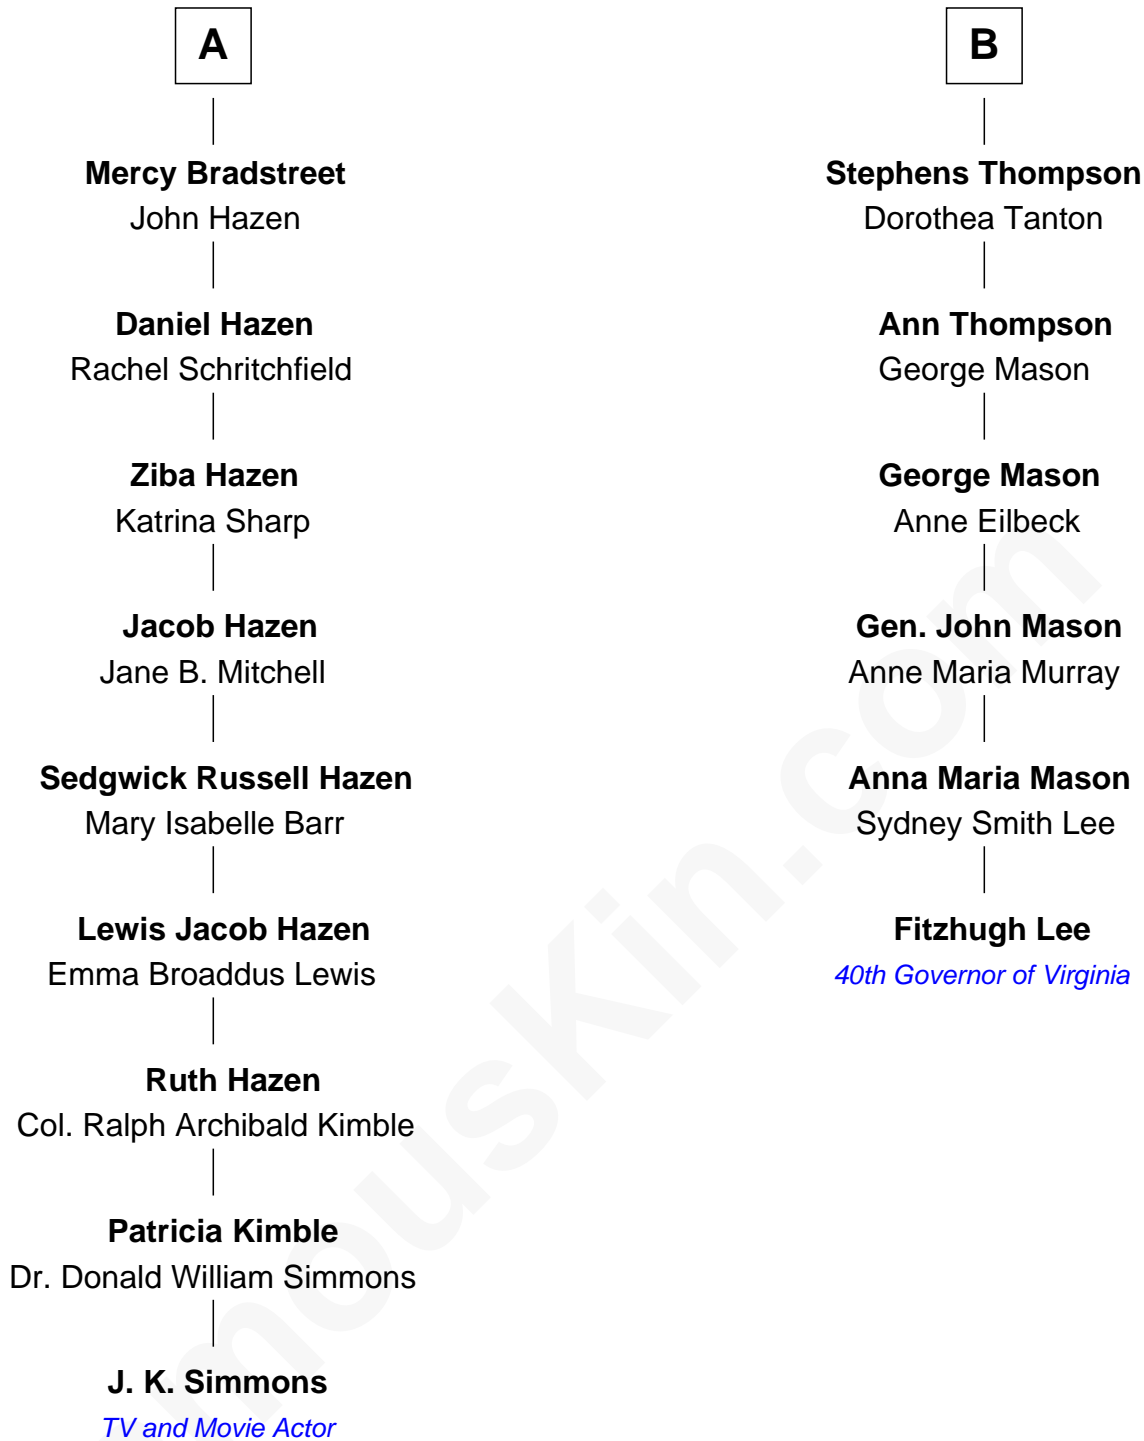 A
Mercy Bradstreet
John Hazen
Daniel Hazen
Rachel Schritchfield
Ziba Hazen
Katrina Sharp
Jacob Hazen
Jane B. Mitchell
Sedgwick Russell Hazen
Mary Isabelle Barr
Lewis Jacob Hazen
Emma Broaddus Lewis
Ruth Hazen
Col. Ralph Archibald Kimble
Patricia Kimble
Dr. Donald William Simmons
J. K. Simmons
TV and Movie Actor
B
Stephens Thompson
Dorothea Tanton
Ann Thompson
George Mason
George Mason
Anne Eilbeck
Gen. John Mason
Anne Maria Murray
Anna Maria Mason
Sydney Smith Lee
Fitzhugh Lee
40th Governor of Virginia
mouskin.com